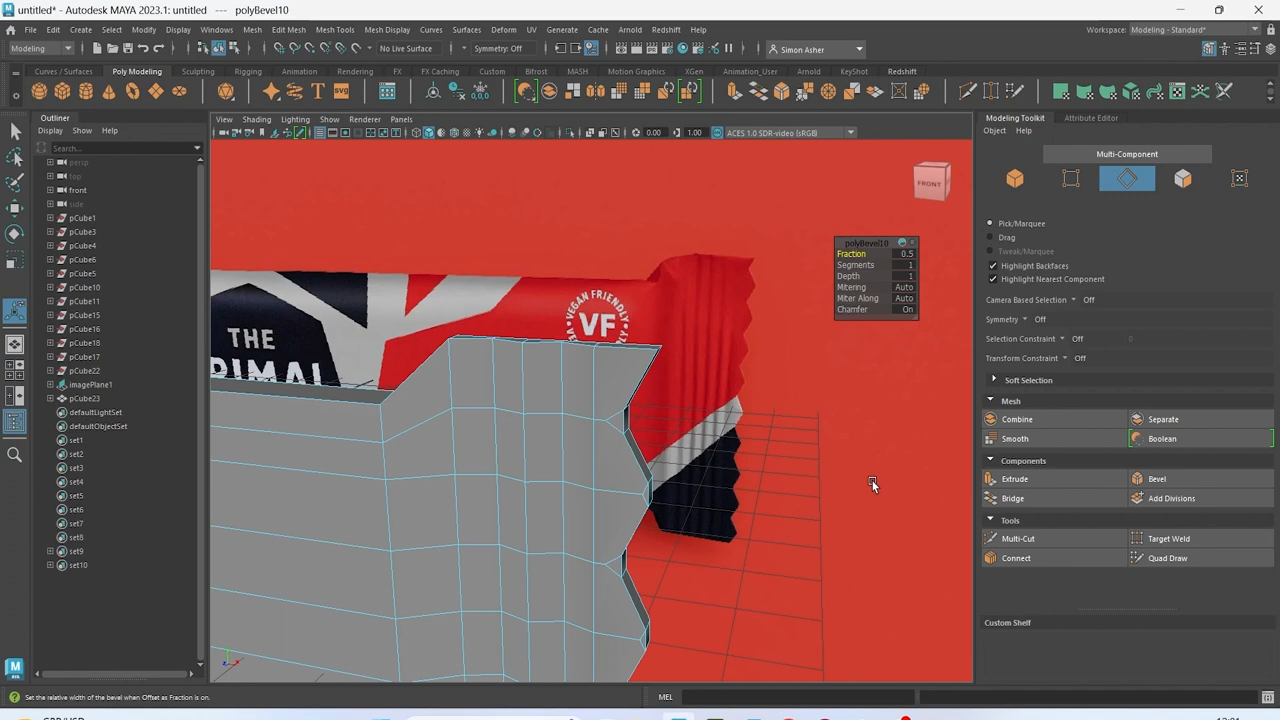 untitled* - Autodesk MAYA 2023.1: untitled --- polyBevel10
File Edit Create Select Modify Display Windows Mesh Edit Mesh Mesh Tools Mesh Display Curves Surfaces Deform UV Generate Cache Arnold Redshift Help
Workspace: Modeling - Standard*
Modeling No Live Surface Symmetry: Off Simon Asher
Curves / Surfaces Poly Modeling Sculpting Rigging Animation Rendering FX FX Caching Custom Bifrost MASH Motion Graphics XGen Animation_User Arnold KeyShot Redshift
SVG
Outliner
Display Show Help
Search...
persp
top
front
side
pCube1
pCube3
pCube4
pCube6
pCube5
pCube10
pCube11
pCube15
pCube16
pCube18
pCube17
pCube22
imagePlane1
pCube23
defaultLightSet
defaultObjectSet
set1
set2
set3
set4
set5
set6
set7
set8
set9
set10
View Shading Lighting Show Renderer Panels
0.00 1.00 ACES 1.0 SDR-video (sRGB)
FRONT
polyBevel10
Fraction 0.5
Segments 1
Depth 1
Mitering Auto
Miter Along Auto
Chamfer On
VEGAN FRIENDLY
VF
THE
PRIMAL
Modeling Toolkit Attribute Editor
Object Help
Multi-Component
Pick/Marquee
Drag
Tweak/Marquee
Highlight Backfaces
Highlight Nearest Component
Camera Based Selection Off
Symmetry Off
Selection Constraint Off 0
Transform Constraint Off
Soft Selection
Mesh
Combine Separate
Smooth Boolean
Components
Extrude Bevel
Bridge Add Divisions
Tools
Multi-Cut Target Weld
Connect Quad Draw
Custom Shelf
Set the relative width of the bevel when Offset as Fraction is on.
MEL